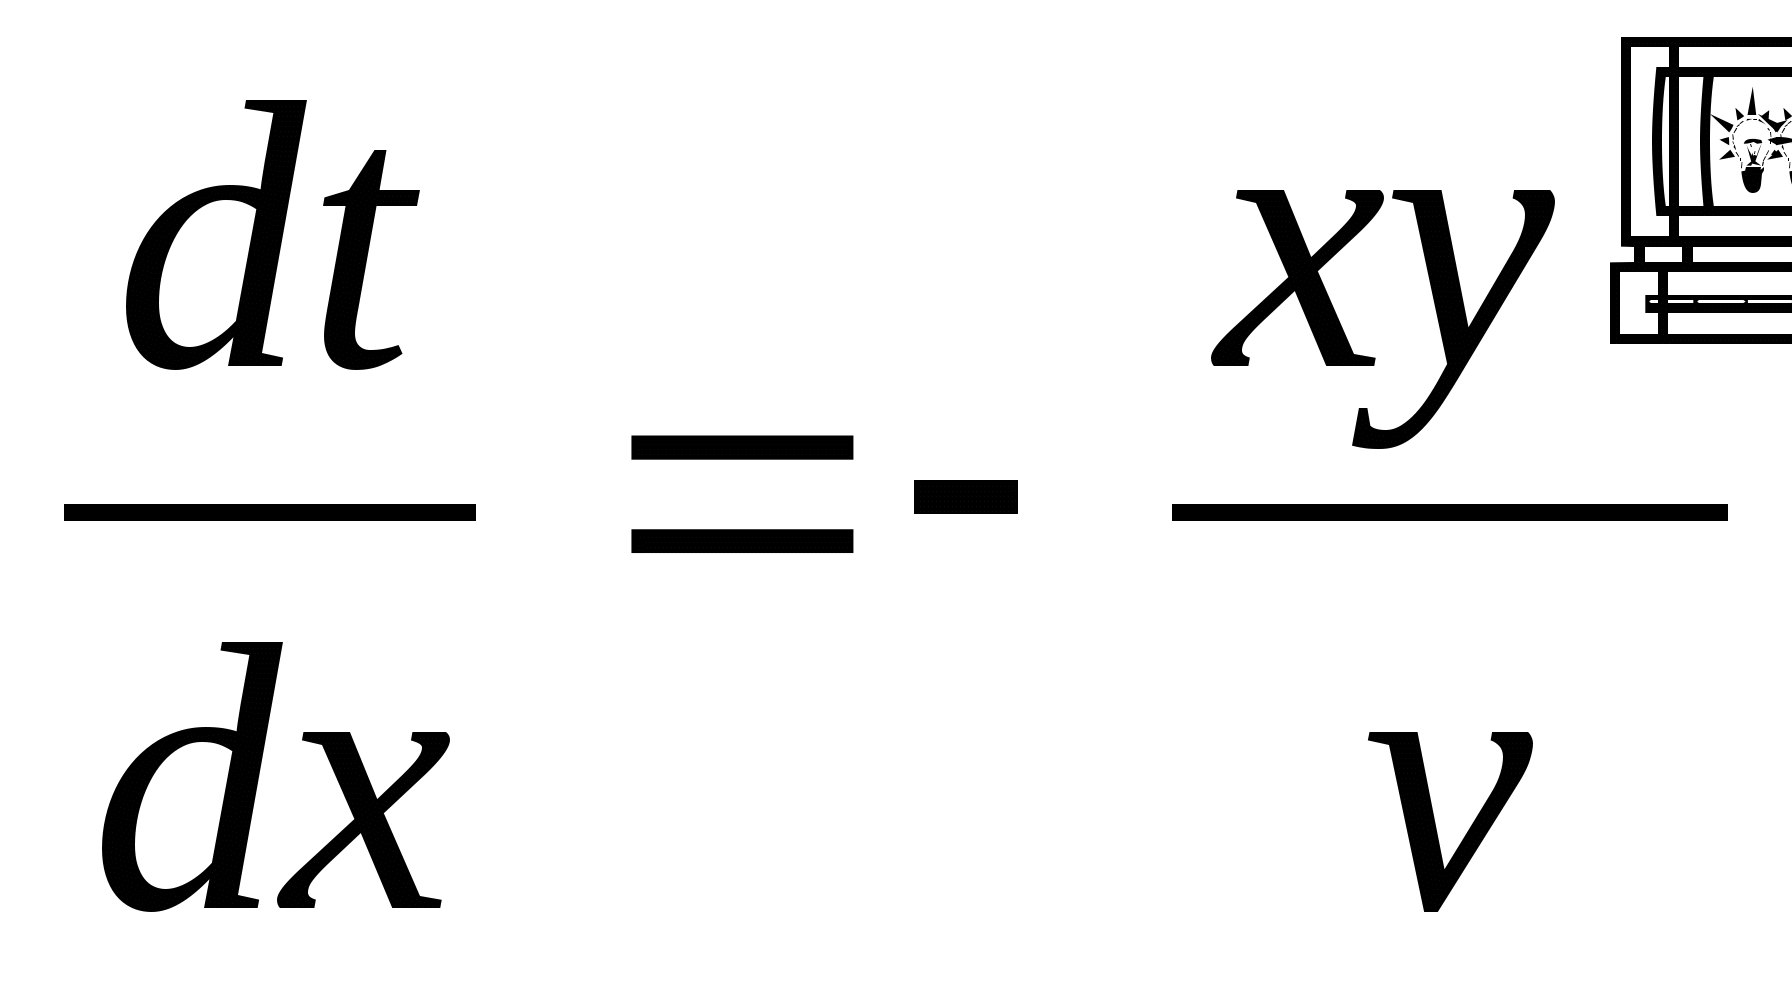 dt
= - xy
dx
v